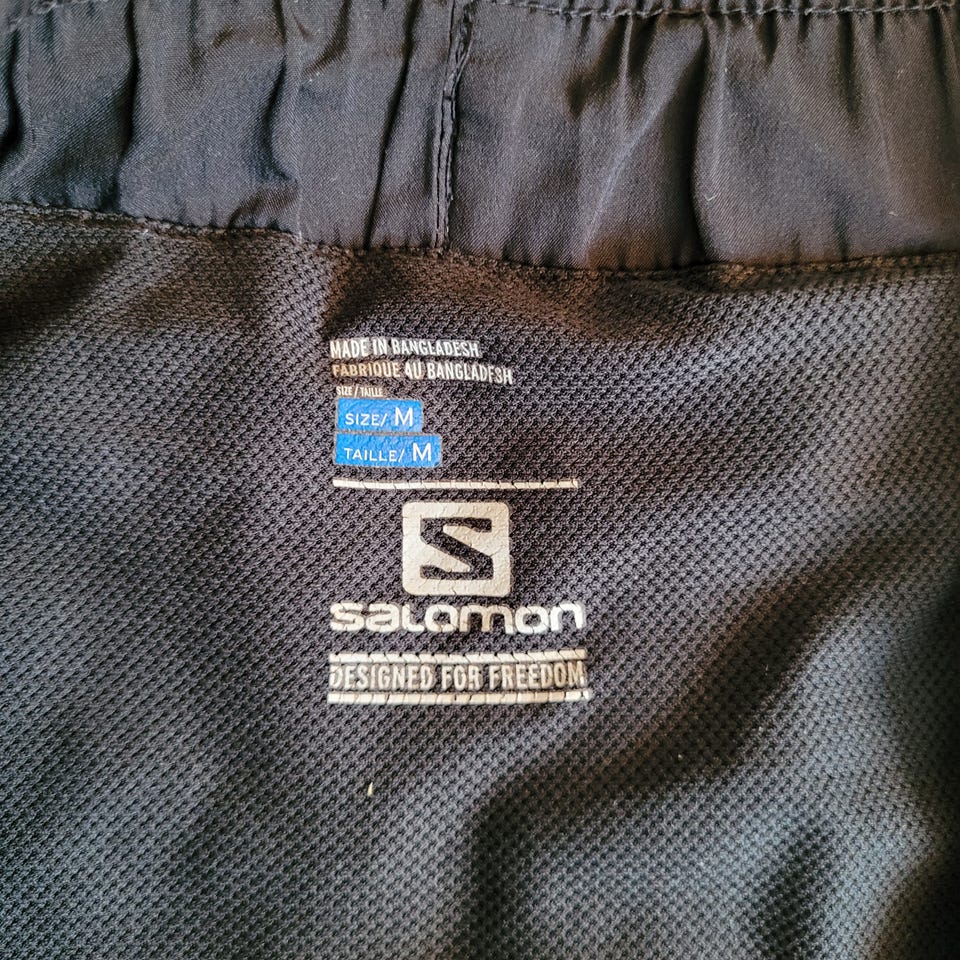 MADE IN BANGLADESH
FABRIQUE AU BANGLADESH
SIZE / TAILLE
SIZE/ M
TAILLE/ M
S
SALOMON
DESIGNED FOR FREEDOM